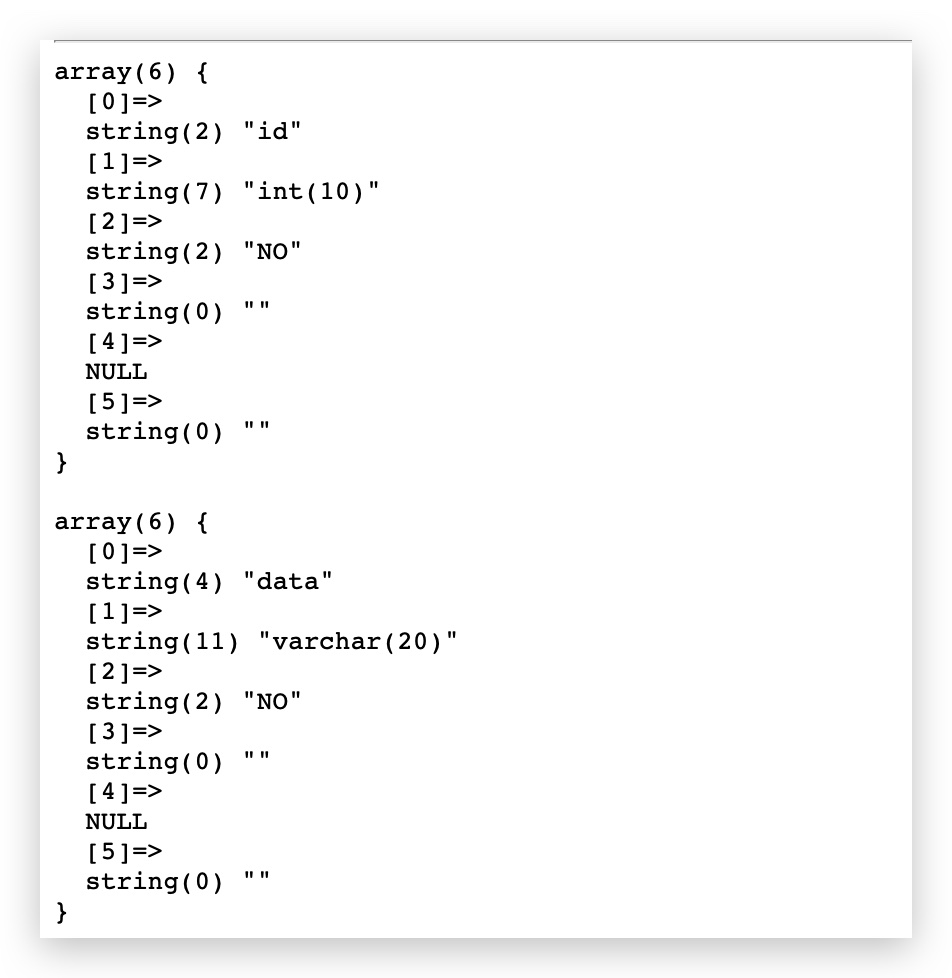 array(6) {
  [0]=>
  string(2) "id"
  [1]=>
  string(7) "int(10)"
  [2]=>
  string(2) "NO"
  [3]=>
  string(0) ""
  [4]=>
  NULL
  [5]=>
  string(0) ""
}

array(6) {
  [0]=>
  string(4) "data"
  [1]=>
  string(11) "varchar(20)"
  [2]=>
  string(2) "NO"
  [3]=>
  string(0) ""
  [4]=>
  NULL
  [5]=>
  string(0) ""
}